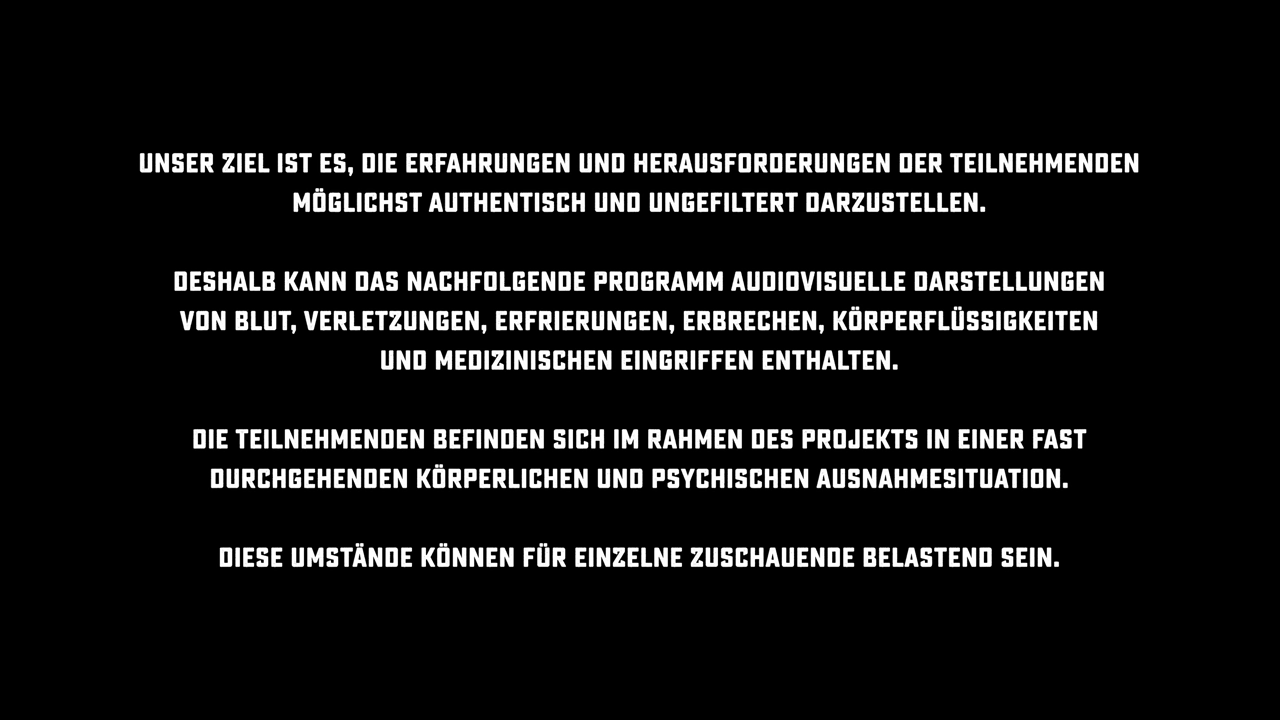 UNSER ZIEL IST ES, DIE ERFAHRUNGEN UND HERAUSFORDERUNGEN DER TEILNEHMENDEN
MÖGLICHST AUTHENTISCH UND UNGEFILTERT DARZUSTELLEN.
DESHALB KANN DAS NACHFOLGENDE PROGRAMM AUDIOVISUELLE DARSTELLUNGEN
VON BLUT, VERLETZUNGEN, ERFRIERUNGEN, ERBRECHEN, KÖRPERFLÜSSIGKEITEN
UND MEDIZINISCHEN EINGRIFFEN ENTHALTEN.
DIE TEILNEHMENDEN BEFINDEN SICH IM RAHMEN DES PROJEKTS IN EINER FAST
DURCHGEHENDEN KÖRPERLICHEN UND PSYCHISCHEN AUSNAHMESITUATION.
DIESE UMSTÄNDE KÖNNEN FÜR EINZELNE ZUSCHAUENDE BELASTEND SEIN.